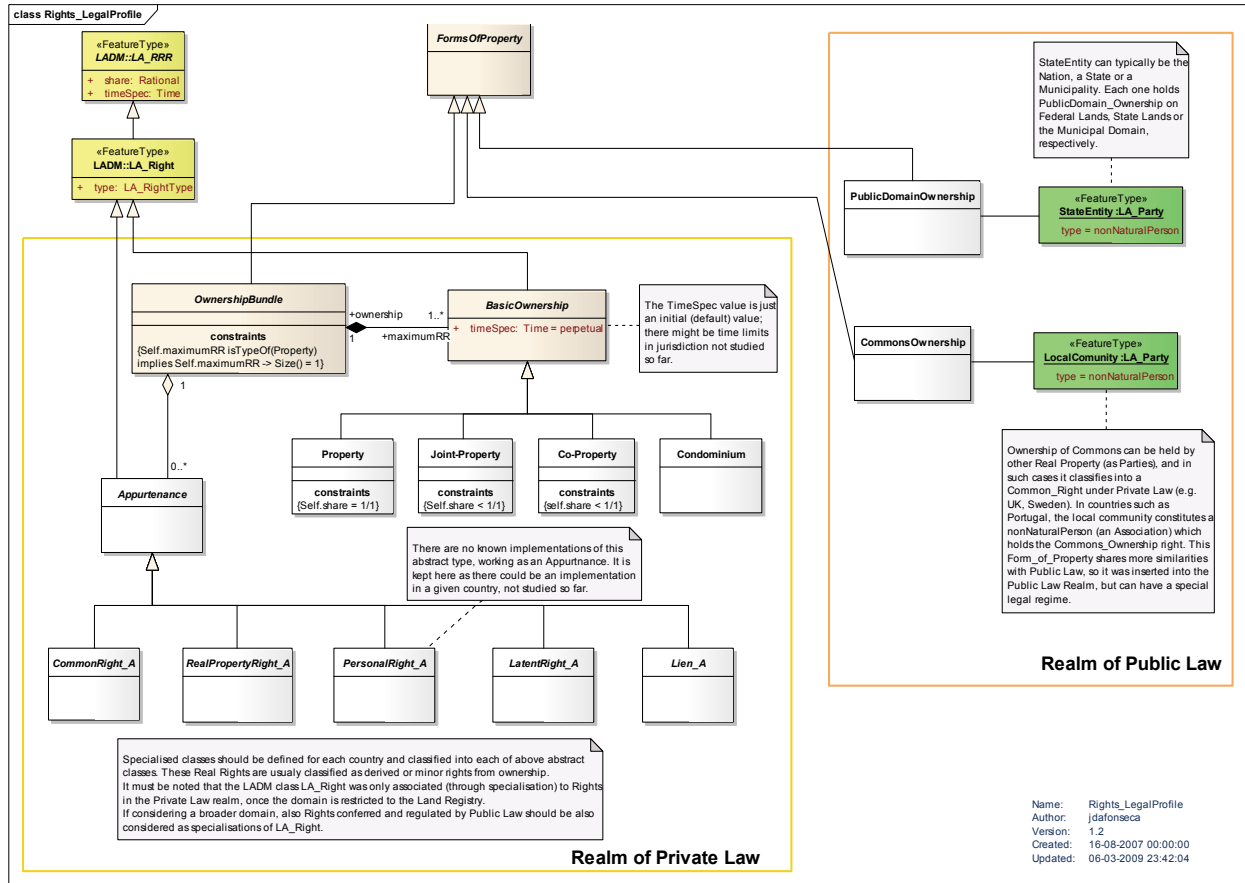 class Rights_LegalProfile
«FeatureType»
LADM::LA_RRR
+ share: Rational
+ timeSpec: Time
FormsOfProperty
StateEntity can typically be the
Nation, a State or a
Municipality. Each one holds
PublicDomain_Ownership on
Federal Lands, State Lands or
the Municipal Domain,
respectively.
«FeatureType»
LADM::LA_Right
+ type: LA_RightType
PublicDomainOwnership
«FeatureType»
StateEntity :LA_Party
type = nonNaturalPerson
OwnershipBundle
constraints
{Self.maximumRR isTypeOf(Property)
implies Self.maximumRR -> Size() = 1}
+ownership
1
1..*
+maximumRR
BasicOwnership
+ timeSpec: Time = perpetual
The TimeSpec value is just
an initial (default) value;
there might be time limits
in jurisdiction not studied
so far.
CommonsOwnership
«FeatureType»
LocalComunity :LA_Party
type = nonNaturalPerson
1
0..*
Property
constraints
{Self.share = 1/1}
Joint-Property
constraints
{Self.share < 1/1}
Co-Property
constraints
{self.share < 1/1}
Condominium
Ownership of Commons can be held by
other Real Property (as Parties), and in
such cases it classifies into a
Common_Right under Private Law (e.g.
UK, Sweden). In countries such as
Portugal, the local community constitutes a
nonNaturalPerson (an Association) which
holds the Commons_Ownership right. This
Form_of_Property shares more similarities
with Public Law, so it was inserted into the
Public Law Realm, but can have a special
legal regime.
Appurtenance
There are no known implementations of this
abstract type, working as an Appurtnance. It is
kept here as there could be an implementation
in a given country, not studied so far.
CommonRight_A
RealPropertyRight_A
PersonalRight_A
LatentRight_A
Lien_A
Realm of Public Law
Specialised classes should be defined for each country and classified into each of above abstract
classes. These Real Rights are usualy classified as derived or minor rights from ownership.
It must be noted that the LADM class LA_Right was only associated (through specialisation) to Rights
in the Private Law realm, once the domain is restricted to the Land Registry.
If considering a broader domain, also Rights conferred and regulated by Public Law should be also
considered as specialisations of LA_Right.
Realm of Private Law
Name: Rights_LegalProfile
Author: jdafonseca
Version: 1.2
Created: 16-08-2007 00:00:00
Updated: 06-03-2009 23:42:04